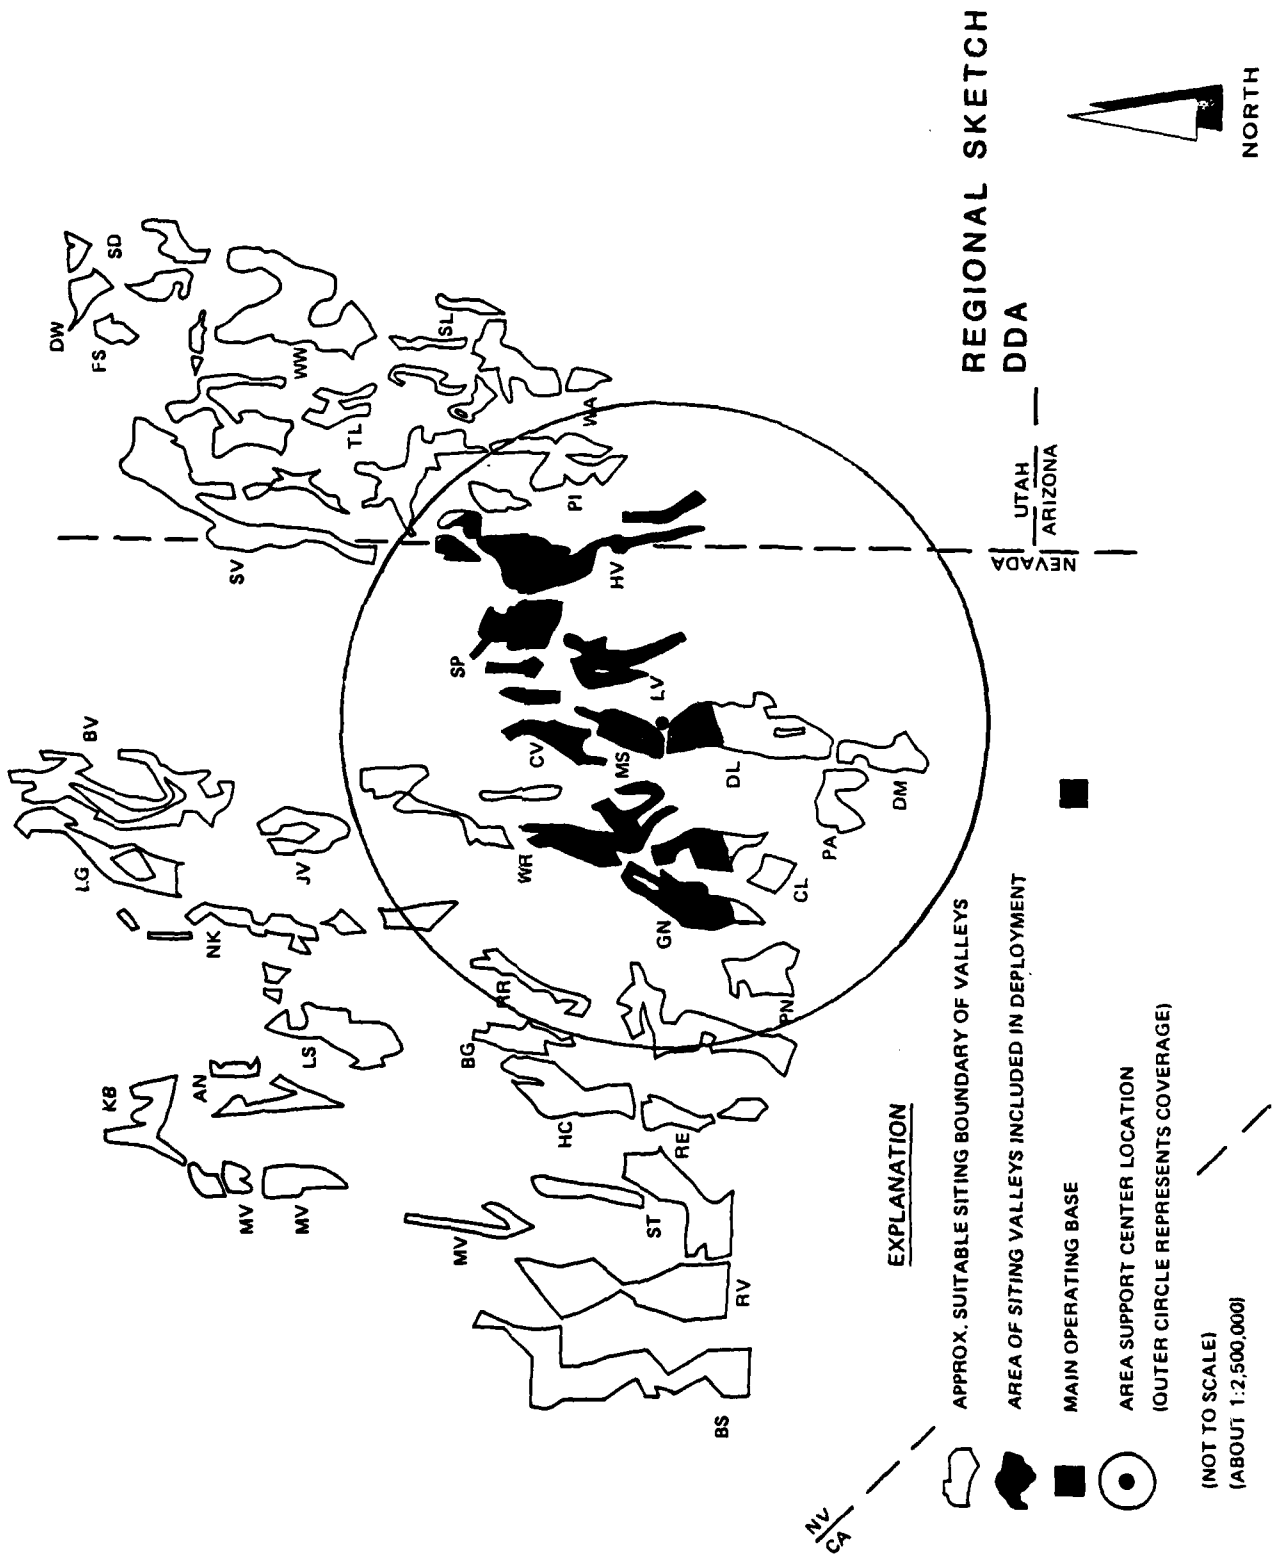 DW
SD
FS
WW
SL
TL
WA
SV
PI
HV
BV
SP
LV
CV
MS
DL
DM
PA
LG
JV
WR
CL
NK
GN
RR
PN
LS
BG
AN
KB
HC
RE
MV
MV
MV
ST
RV
BS
NV
CA
UTAH
ARIZONA
NEVADA
REGIONAL SKETCH
DDA
NORTH
EXPLANATION
APPROX. SUITABLE SITING BOUNDARY OF VALLEYS
AREA OF SITING VALLEYS INCLUDED IN DEPLOYMENT
MAIN OPERATING BASE
AREA SUPPORT CENTER LOCATION
(OUTER CIRCLE REPRESENTS COVERAGE)
(NOT TO SCALE)
(ABOUT 1:2,500,000)